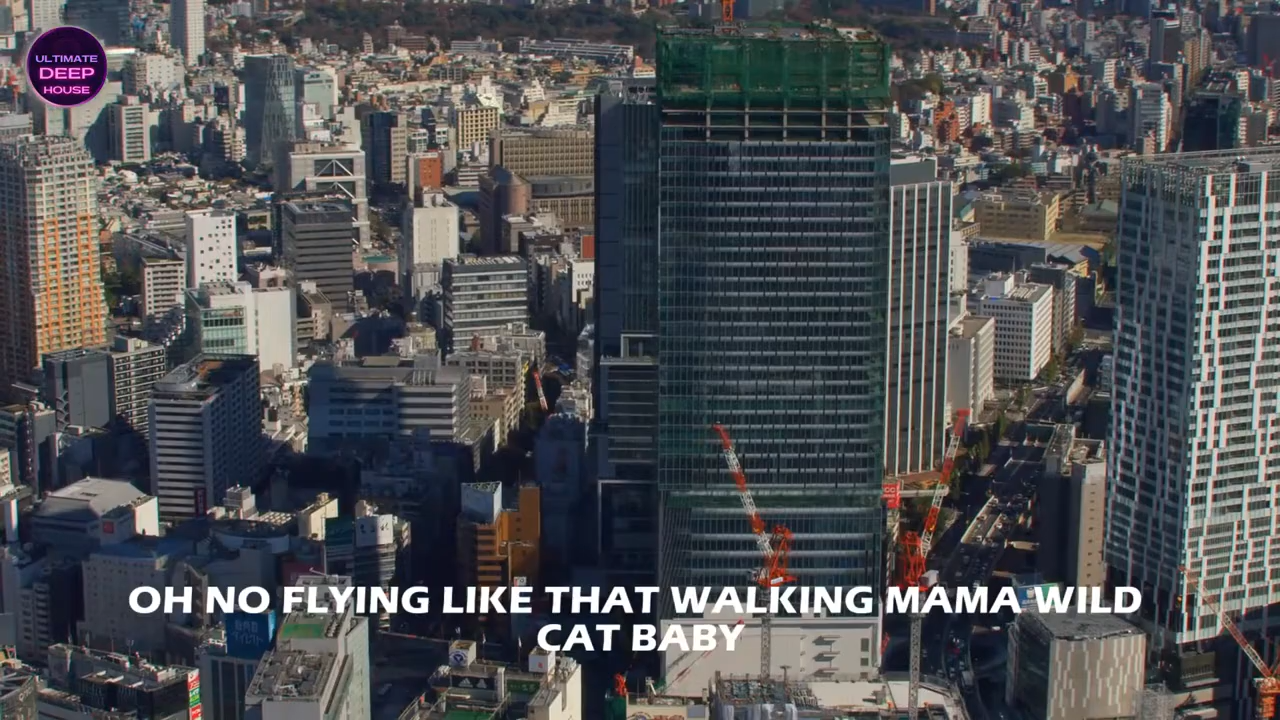 ULTIMATE
DEEP
HOUSE
OH NO FLYING LIKE THAT WALKING MAMA WILD
CAT BABY